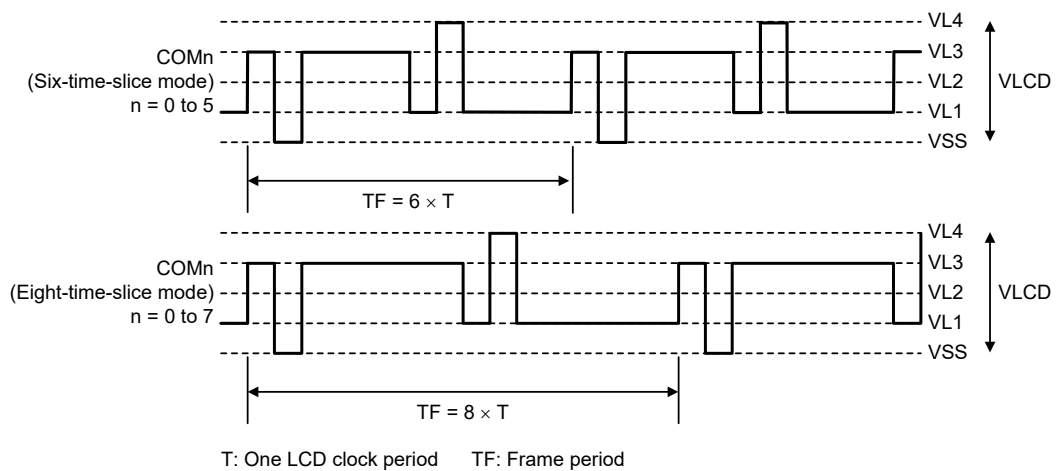 VL4
COMn
(Six-time-slice mode)
n = 0 to 5
VL3
VL2
VL1
VSS
VLCD
TF = 6 × T
VL4
COMn
(Eight-time-slice mode)
n = 0 to 7
VL3
VL2
VL1
VSS
VLCD
TF = 8 × T
T: One LCD clock period TF: Frame period